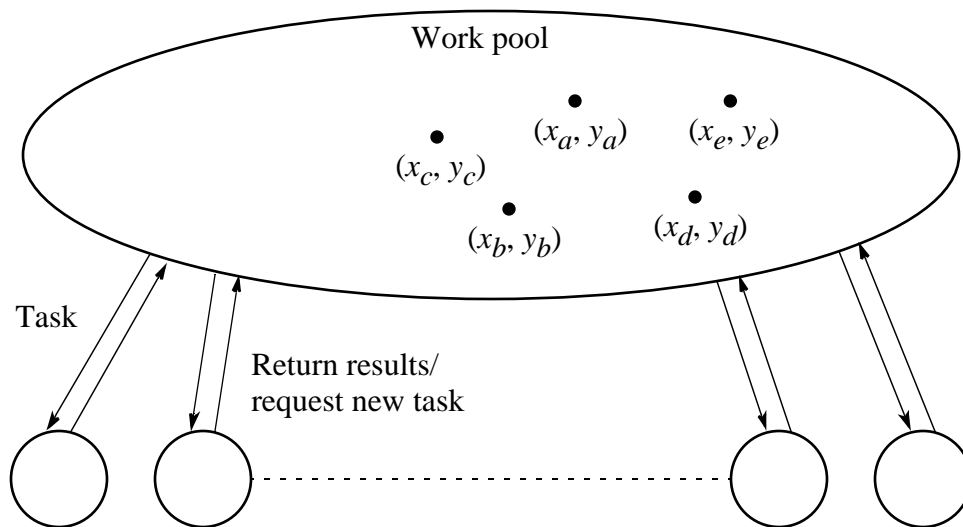 Work pool
(x_a, y_a)
(x_e, y_e)
(x_c, y_c)
(x_b, y_b)
(x_d, y_d)
Task
Return results/
request new task